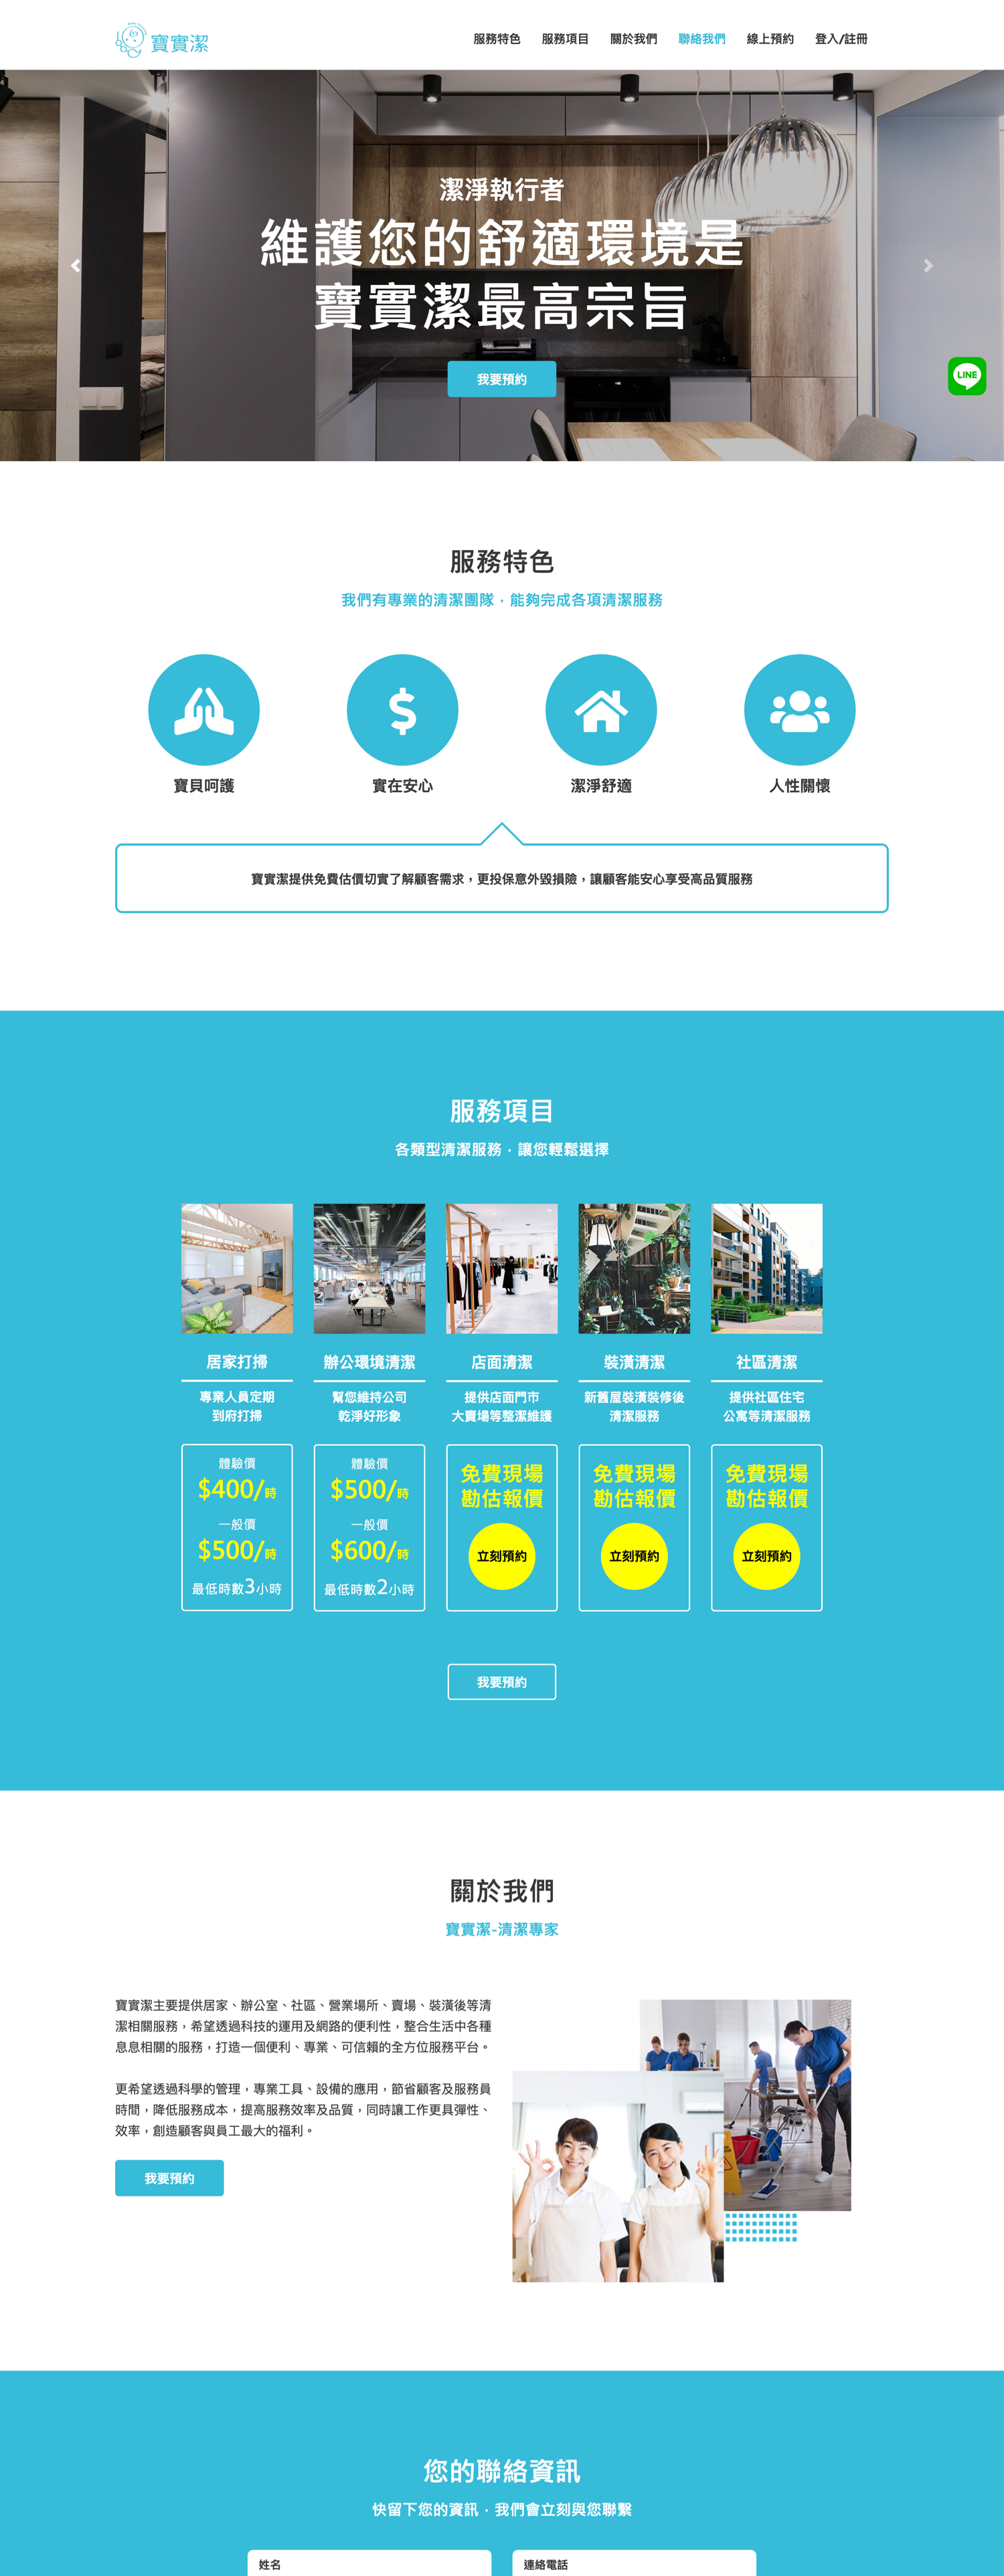 寶實潔
服務特色 服務項目 關於我們 聯絡我們 線上預約 登入/註冊
潔淨執行者
維護您的舒適環境是
寶實潔最高宗旨
我要預約
LINE
服務特色
我們有專業的清潔團隊，能夠完成各項清潔服務
寶貝呵護
實在安心
潔淨舒適
人性關懷
寶實潔提供免費估價切實了解顧客需求，更投保意外毀損險，讓顧客能安心享受高品質服務
服務項目
各類型清潔服務，讓您輕鬆選擇
居家打掃
專業人員定期
到府打掃
體驗價
$400/時
一般價
$500/時
最低時數3小時
辦公環境清潔
幫您維持公司
乾淨好形象
體驗價
$500/時
一般價
$600/時
最低時數2小時
店面清潔
提供店面門市
大賣場等整潔維護
免費現場
勘估報價
立刻預約
裝潢清潔
新舊屋裝潢裝修後
清潔服務
免費現場
勘估報價
立刻預約
社區清潔
提供社區住宅
公寓等清潔服務
免費現場
勘估報價
立刻預約
我要預約
關於我們
寶實潔-清潔專家
寶實潔主要提供居家、辦公室、社區、營業場所、賣場、裝潢後等清
潔相關服務，希望透過科技的運用及網路的便利性，整合生活中各種
息息相關的服務，打造一個便利、專業、可信賴的全方位服務平台。
更希望透過科學的管理，專業工具、設備的應用，節省顧客及服務員
時間，降低服務成本，提高服務效率及品質，同時讓工作更具彈性、
效率，創造顧客與員工最大的福利。
我要預約
您的聯絡資訊
快留下您的資訊，我們會立刻與您聯繫
姓名
連絡電話